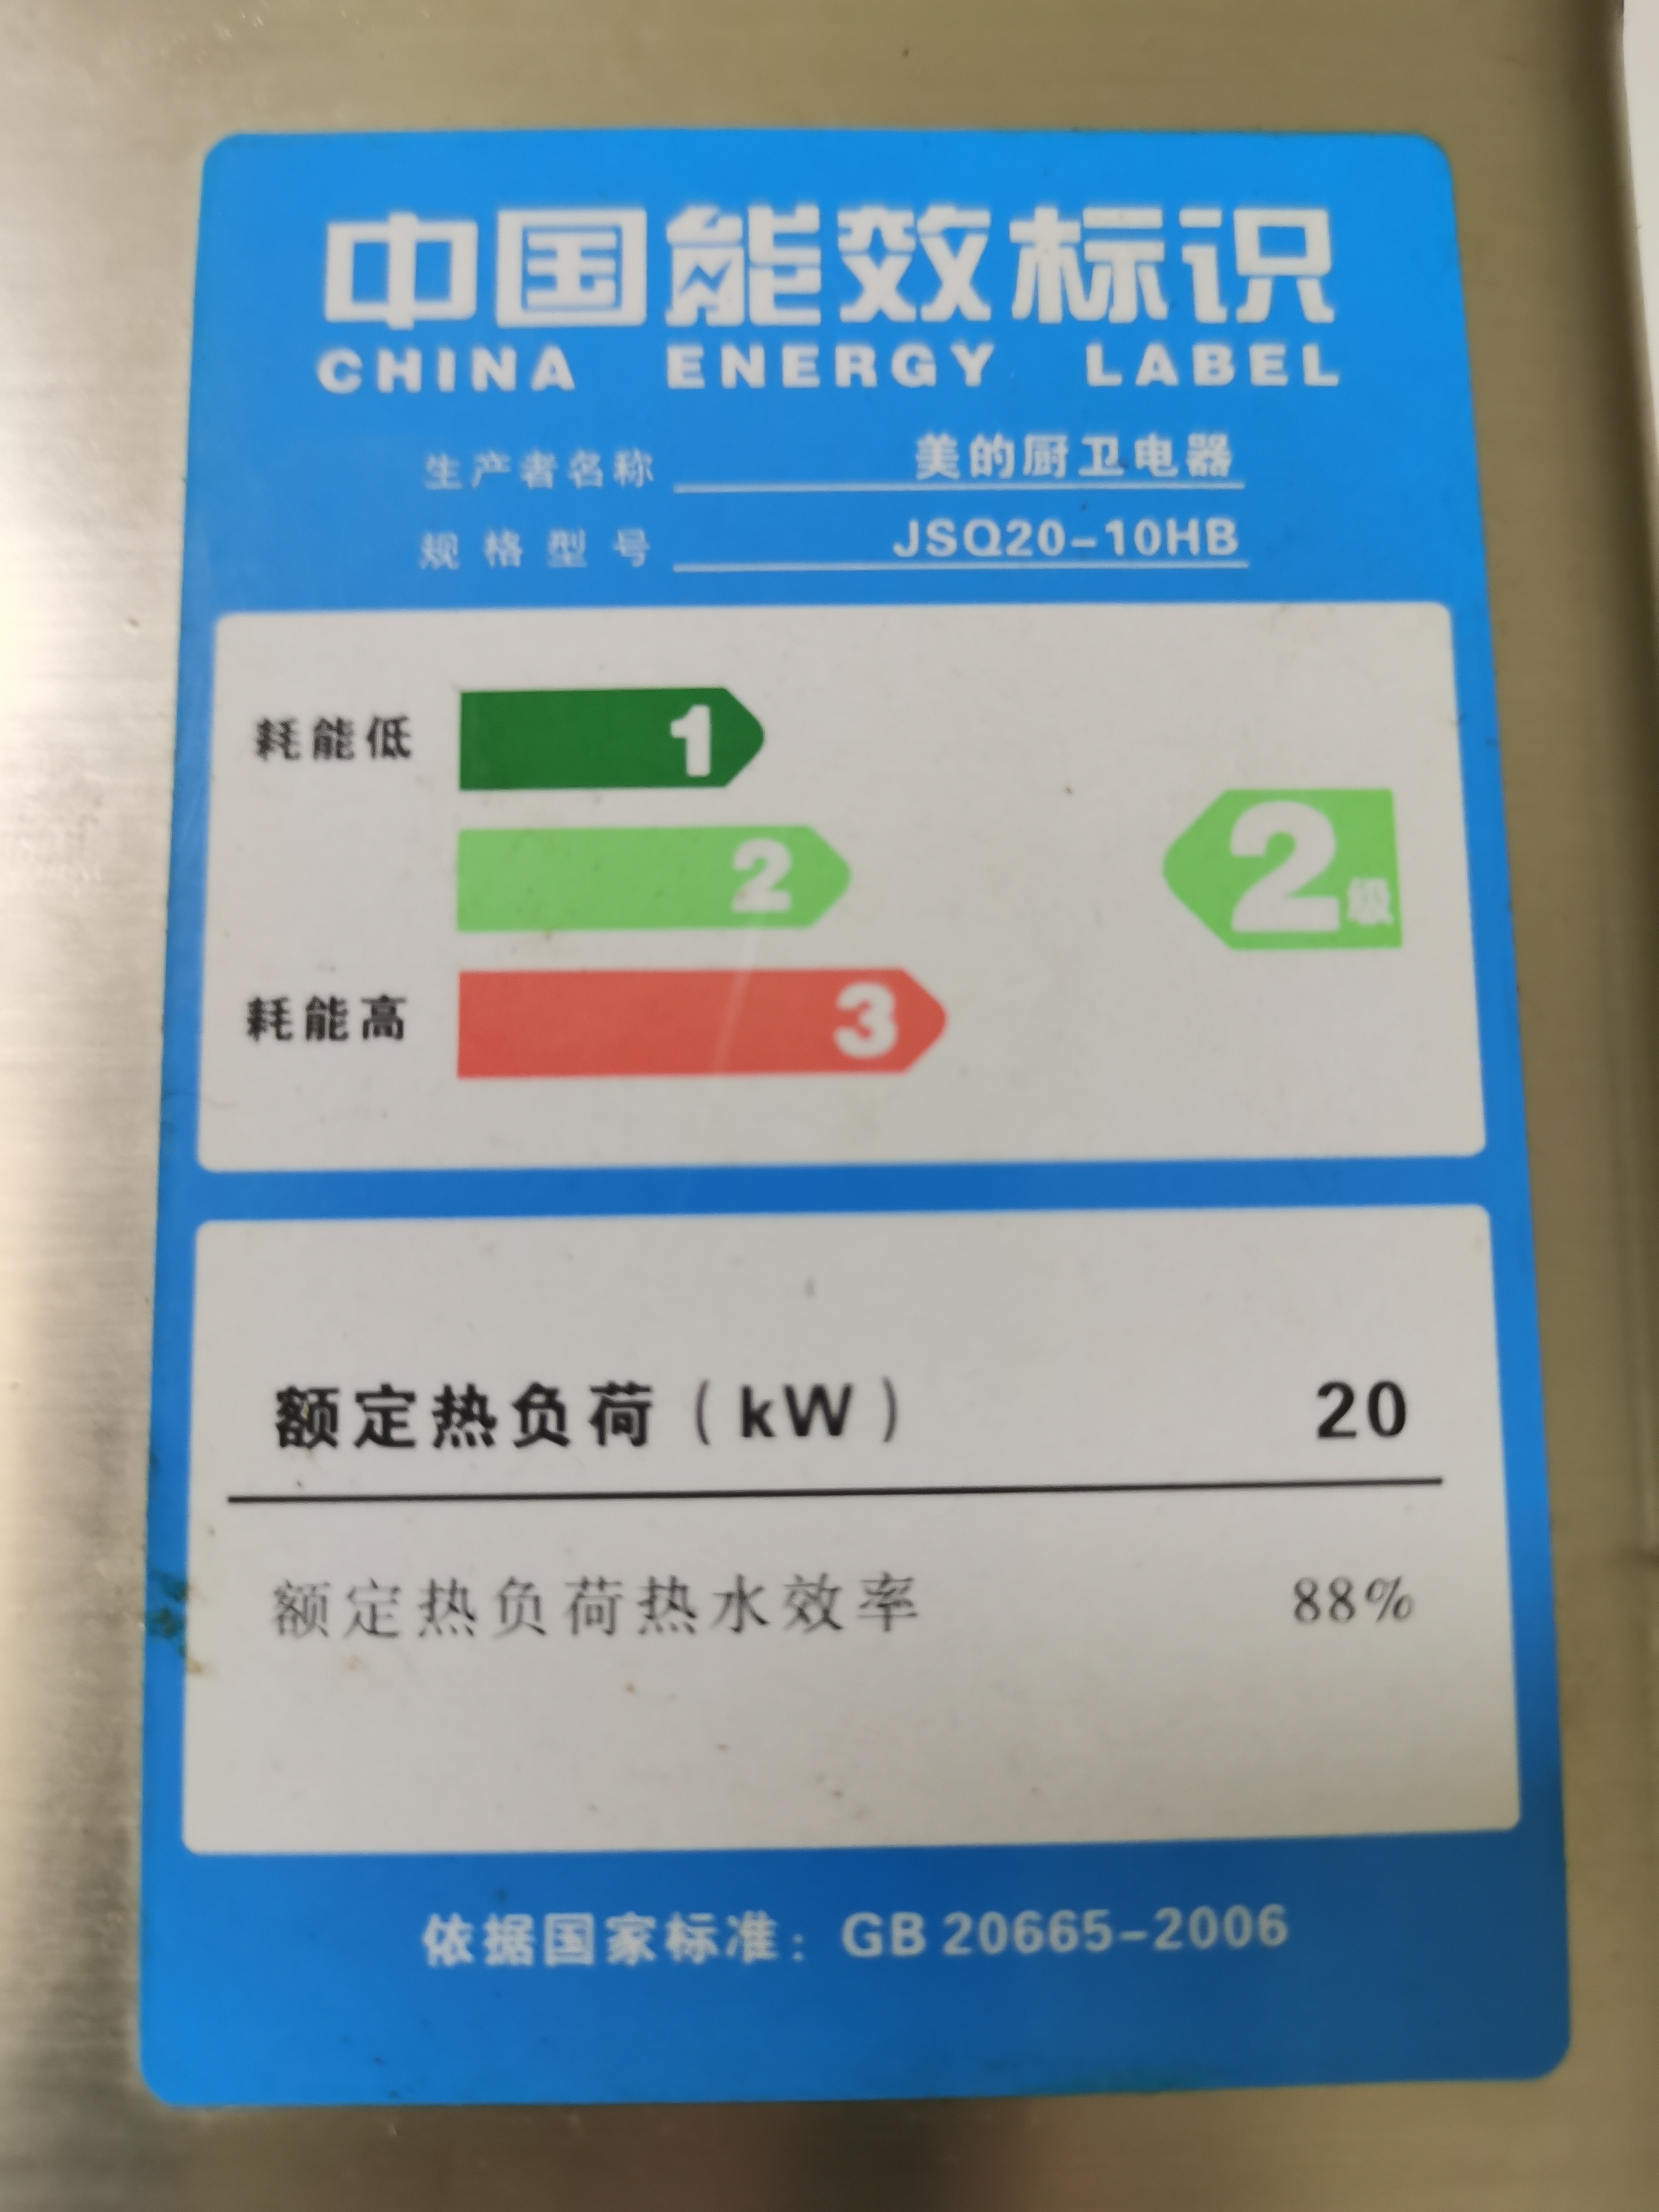 中国能效标识
CHINA ENERGY LABEL
生产者名称 美的厨卫电器
规格型号 JSQ20-10HB
耗能低 1
2 2级
耗能高 3
额定热负荷（kW） 20
额定热负荷热水效率 88%
依据国家标准：GB 20665-2006